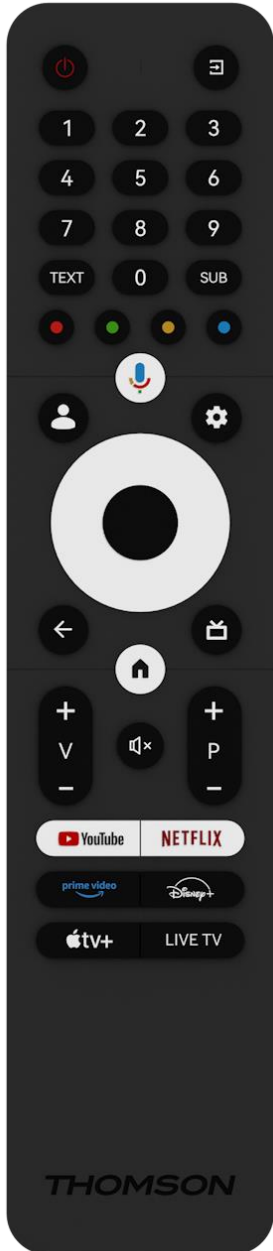 1 2 3
4 5 6
7 8 9
TEXT 0 SUB
+ +
V P
− −
YouTube NETFLIX
prime video Disney+
tv+ LIVE TV
THOMSON